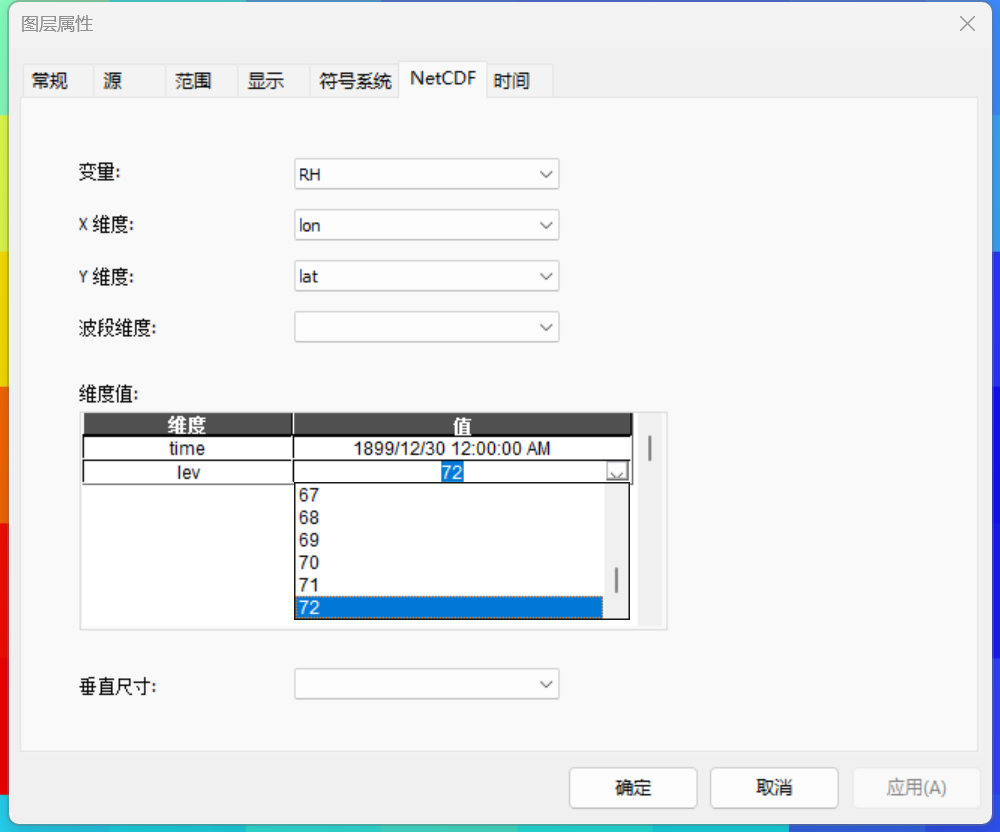 图层属性
常规 源 范围 显示 符号系统 NetCDF 时间
变量: RH
X 维度: lon
Y 维度: lat
波段维度:
维度值:
维度 值
time 1899/12/30 12:00:00 AM
lev 72
67
68
69
70
71
72
垂直尺寸:
确定 取消 应用(A)